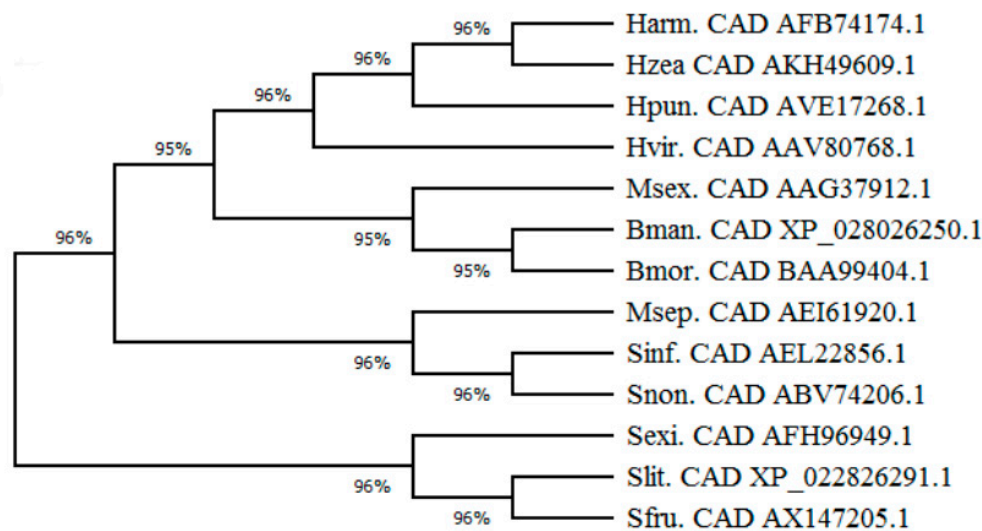 96% Harm. CAD AFB74174.1
96% Hzea CAD AKH49609.1
96% Hpun. CAD AVE17268.1
95% Hvir. CAD AAV80768.1
Msex. CAD AAG37912.1
96% 95% Bman. CAD XP_028026250.1
95% Bmor. CAD BAA99404.1
Msep. CAD AEI61920.1
96% Sinf. CAD AEL22856.1
96% Snon. CAD ABV74206.1
Sexi. CAD AFH96949.1
96% Slit. CAD XP_022826291.1
96% Sfru. CAD AX147205.1